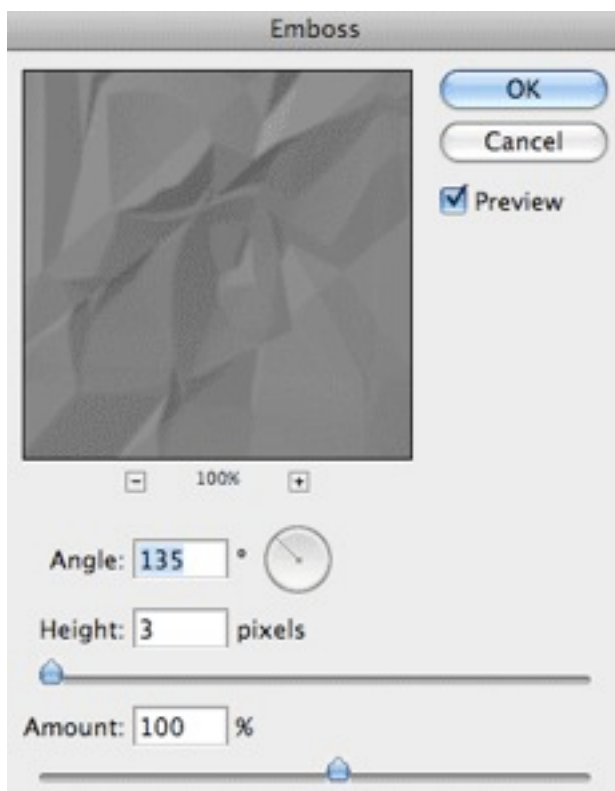 Emboss
OK
Cancel
Preview
100%
Angle: 135 °
Height: 3 pixels
Amount: 100 %